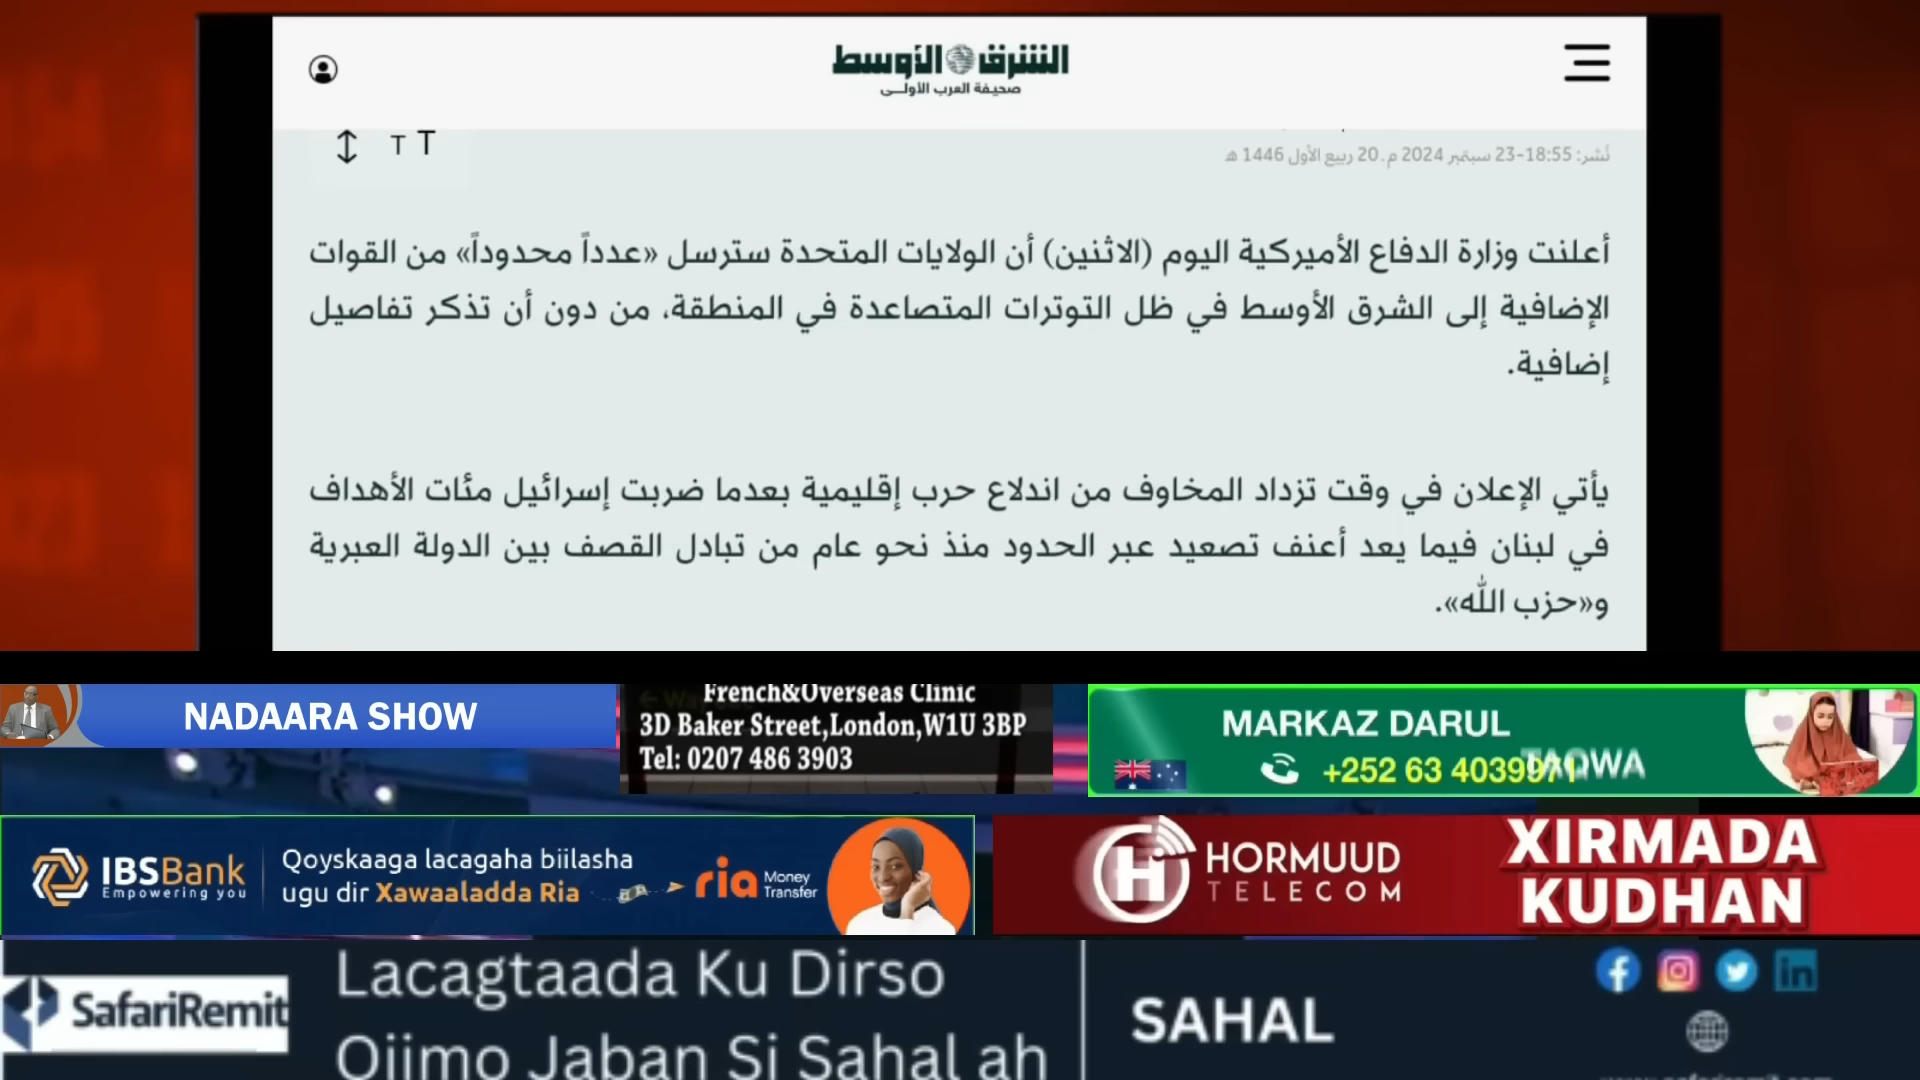 الشرق الأوسط
صحيفة العرب الأولى
T T
نُشر: 18:55-23 سبتمبر 2024 م ـ 20 ربيع الأول 1446 هـ
أعلنت وزارة الدفاع الأميركية اليوم (الاثنين) أن الولايات المتحدة سترسل «عدداً محدوداً» من القوات
الإضافية إلى الشرق الأوسط في ظل التوترات المتصاعدة في المنطقة، من دون أن تذكر تفاصيل
إضافية.
يأتي الإعلان في وقت تزداد المخاوف من اندلاع حرب إقليمية بعدما ضربت إسرائيل مئات الأهداف
في لبنان فيما يعد أعنف تصعيد عبر الحدود منذ نحو عام من تبادل القصف بين الدولة العبرية
و«حزب الله».
NADAARA SHOW
French&Overseas Clinic
3D Baker Street,London,W1U 3BP
Tel: 0207 486 3903
MARKAZ DARUL
TAQWA
+252 63 4039971
IBSBank
Empowering you
Qoyskaaga lacagaha biilasha
ugu dir Xawaaladda Ria
ria Money
Transfer
HORMUUD
TELECOM
XIRMADA
KUDHAN
SafariRemit
Lacagtaada Ku Dirso
Qiimo Jaban Si Sahal ah
SAHAL